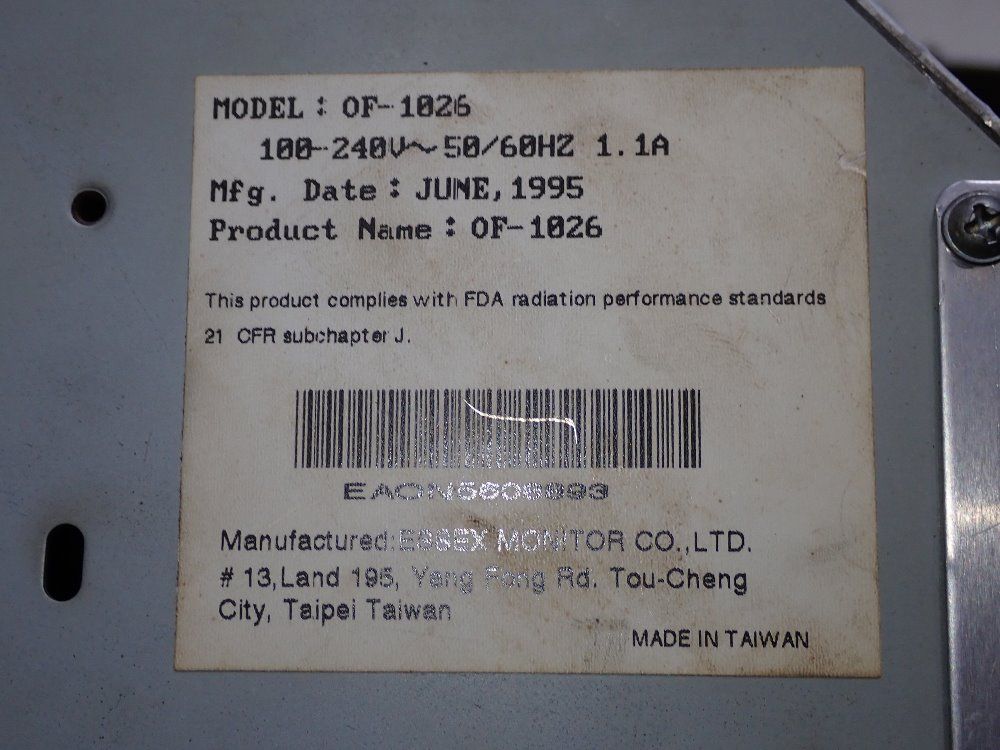 MODEL : OF-1026
100-240V~50/60HZ 1.1A
Mfg. Date : JUNE,1995
Product Name : OF-1026
This product complies with FDA radiation performance standards
21 CFR subchapter J.
Manufactured:ESSEX MONITOR CO.,LTD.
# 13,Land 195, Yang Fong Rd. Tou-Cheng
City, Taipei Taiwan
MADE IN TAIWAN